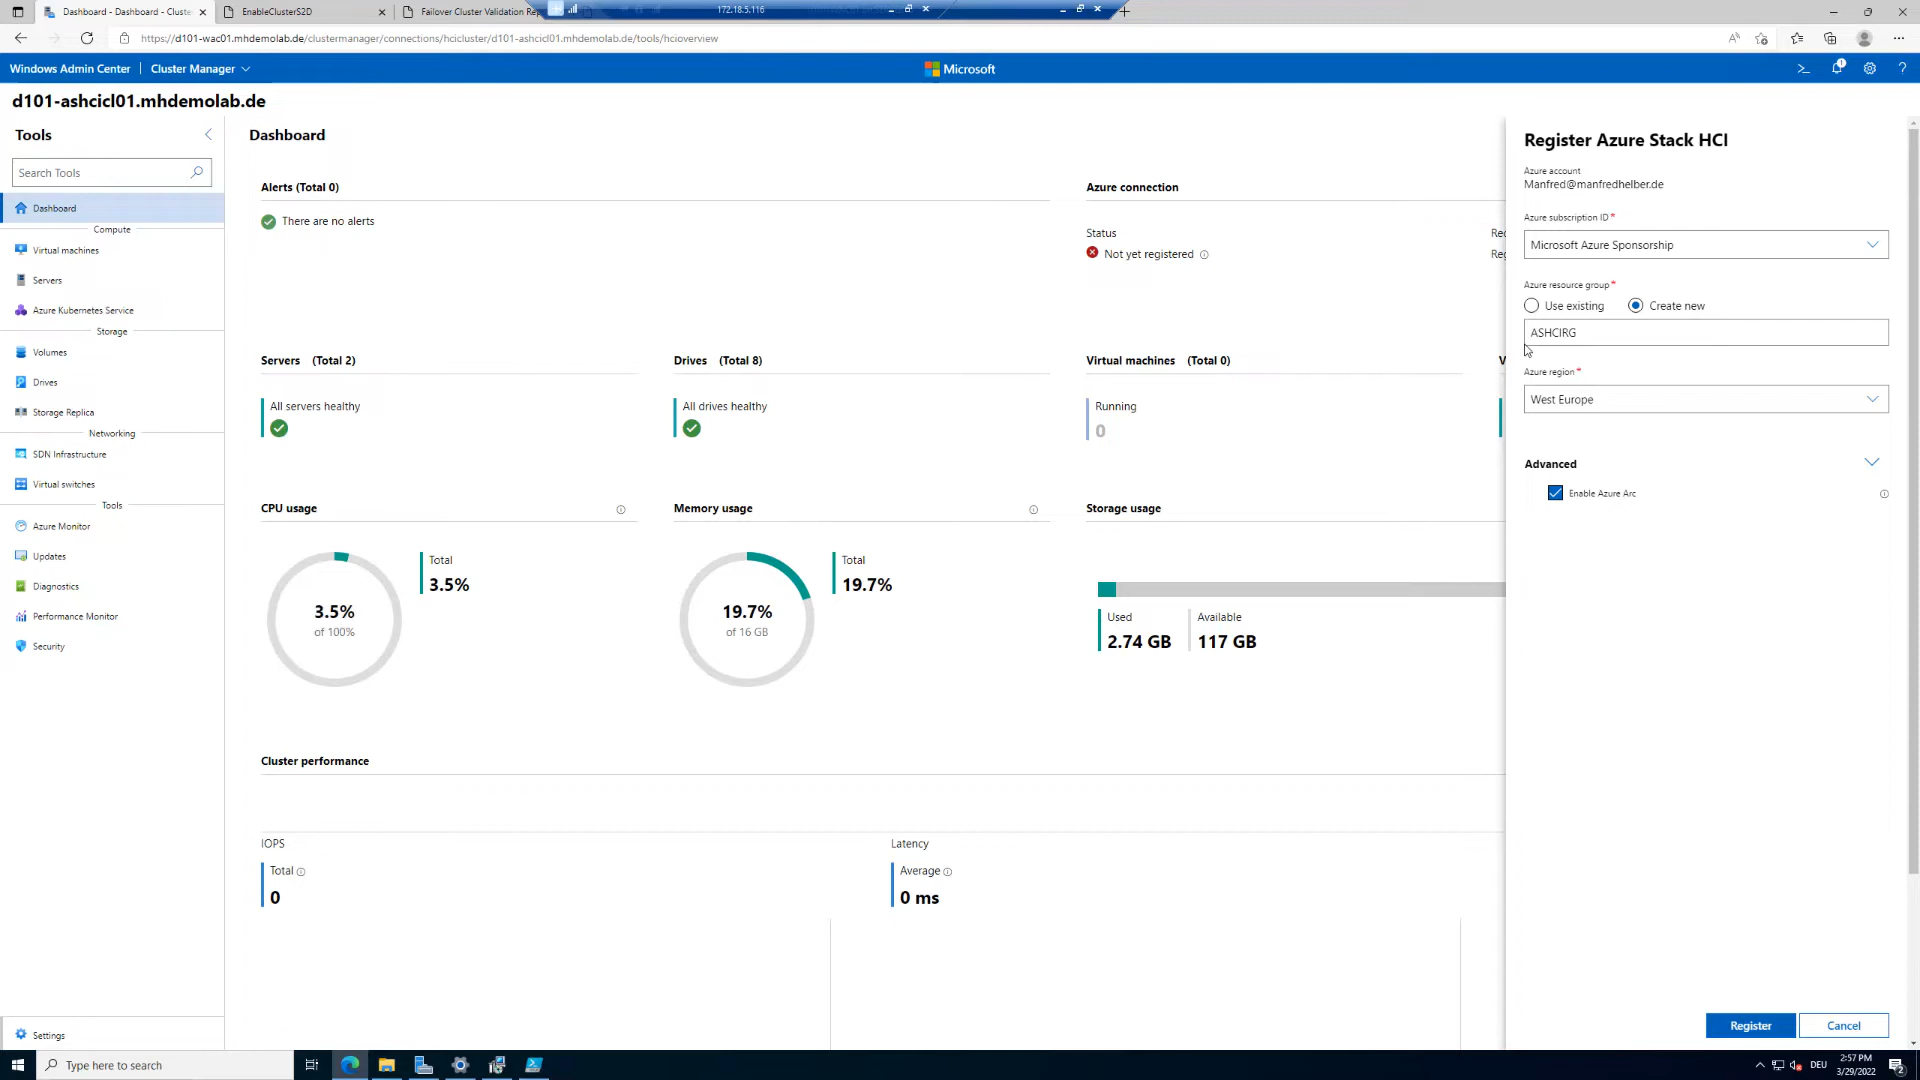 Dashboard - Dashboard - Cluste
EnableClusterS2D
Failover Cluster Validation Rep
172.18.5.116
https://d101-wac01.mhdemolab.de/clustermanager/connections/hcicluster/d101-ashcicl01.mhdemolab.de/tools/hcioverview
Windows Admin Center
Cluster Manager
Microsoft
d101-ashcicl01.mhdemolab.de
Tools
Search Tools
Dashboard
Compute
Virtual machines
Servers
Azure Kubernetes Service
Storage
Volumes
Drives
Storage Replica
Networking
SDN Infrastructure
Virtual switches
Tools
Azure Monitor
Updates
Diagnostics
Performance Monitor
Security
Settings
Dashboard
Alerts (Total 0)
There are no alerts
Azure connection
Status
Not yet registered
Rec
Reg
Servers (Total 2)
All servers healthy
Drives (Total 8)
All drives healthy
Virtual machines (Total 0)
Running
0
V
CPU usage
3.5%
of 100%
Total
3.5%
Memory usage
19.7%
of 16 GB
Total
19.7%
Storage usage
Used
2.74 GB
Available
117 GB
Cluster performance
IOPS
Total
0
Latency
Average
0 ms
Register Azure Stack HCI
Azure account
Manfred@manfredhelber.de
Azure subscription ID *
Microsoft Azure Sponsorship
Azure resource group *
Use existing
Create new
ASHCIRG
Azure region *
West Europe
Advanced
Enable Azure Arc
Register
Cancel
Type here to search
DEU
2:57 PM
3/29/2022
2